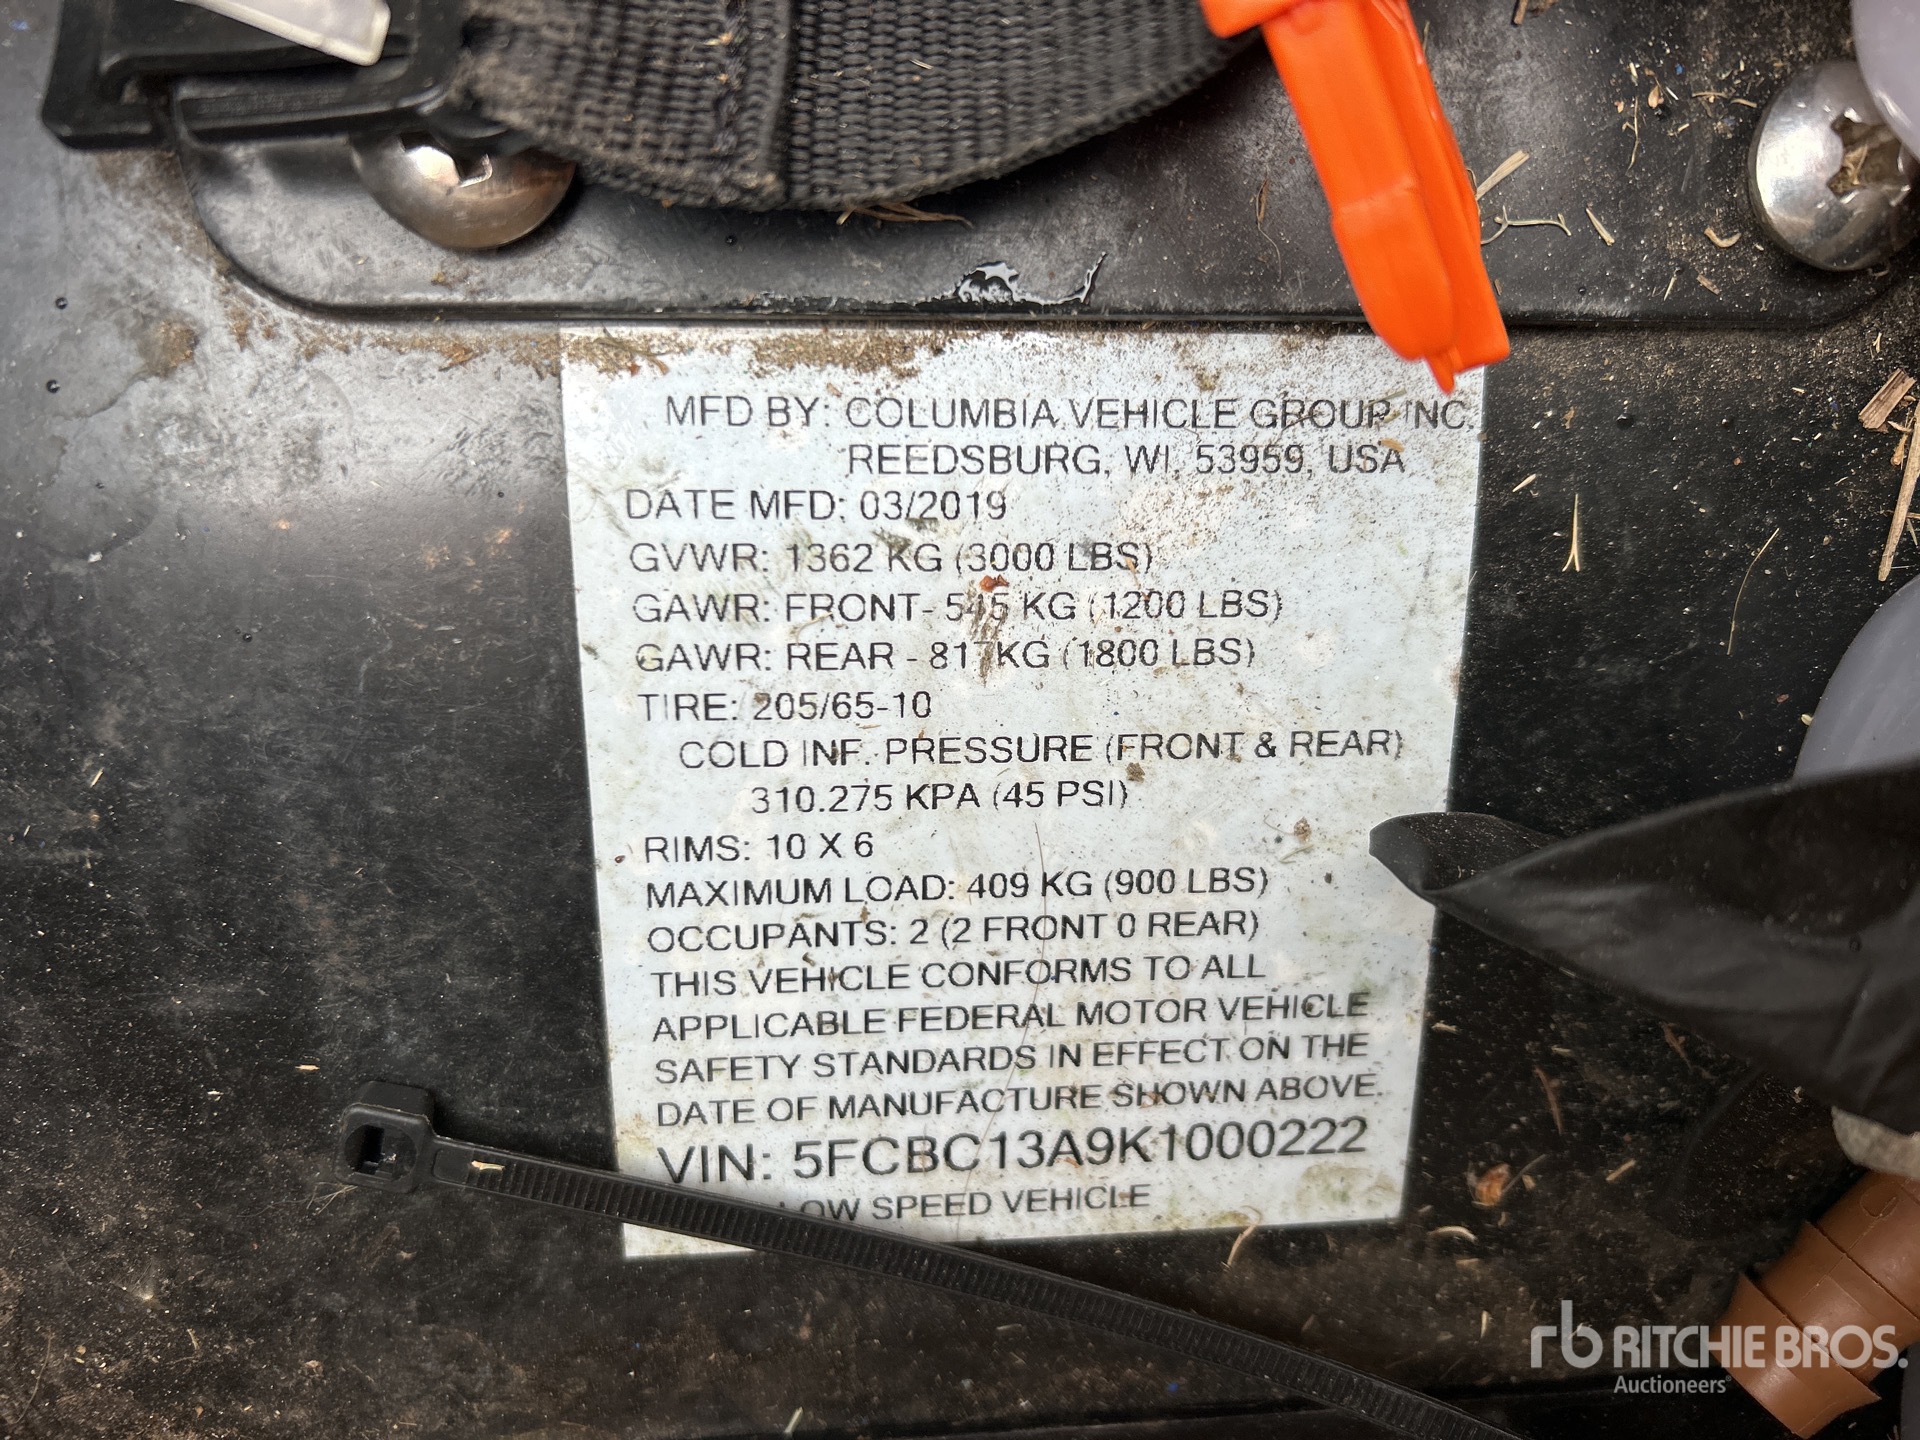 MFD BY: COLUMBIA VEHICLE GROUP INC.
REEDSBURG, WI, 53959, USA
DATE MFD: 03/2019
GVWR: 1362 KG (3000 LBS)
GAWR: FRONT- 545 KG (1200 LBS)
GAWR: REAR - 817KG (1800 LBS)
TIRE: 205/65-10
COLD INF. PRESSURE (FRONT & REAR)
310.275 KPA (45 PSI)
RIMS: 10 X 6
MAXIMUM LOAD: 409 KG (900 LBS)
OCCUPANTS: 2 (2 FRONT 0 REAR)
THIS VEHICLE CONFORMS TO ALL
APPLICABLE FEDERAL MOTOR VEHICLE
SAFETY STANDARDS IN EFFECT ON THE
DATE OF MANUFACTURE SHOWN ABOVE.
VIN: 5FCBC13A9K1000222
LOW SPEED VEHICLE
rb RITCHIE BROS.
Auctioneers